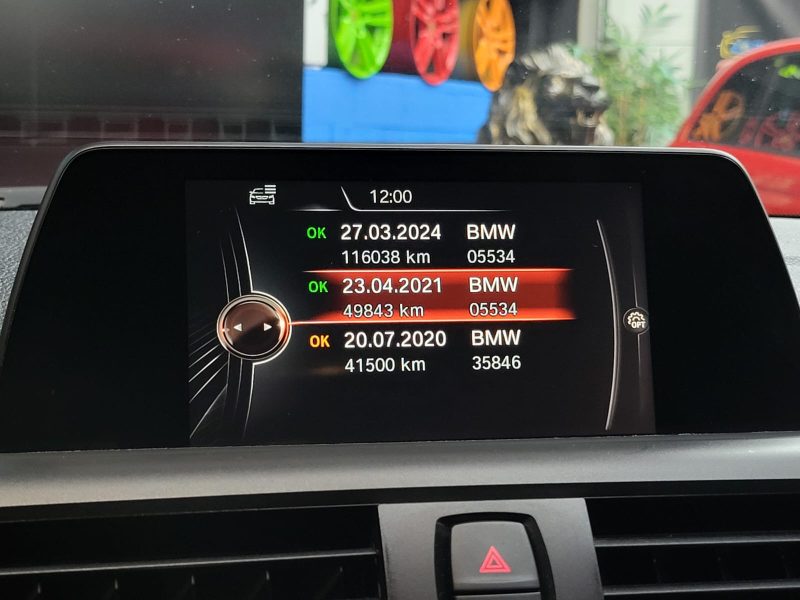 12:00
OK 27.03.2024 BMW
116038 km 05534
OK 23.04.2021 BMW
49843 km 05534
OPT
OK 20.07.2020 BMW
41500 km 35846